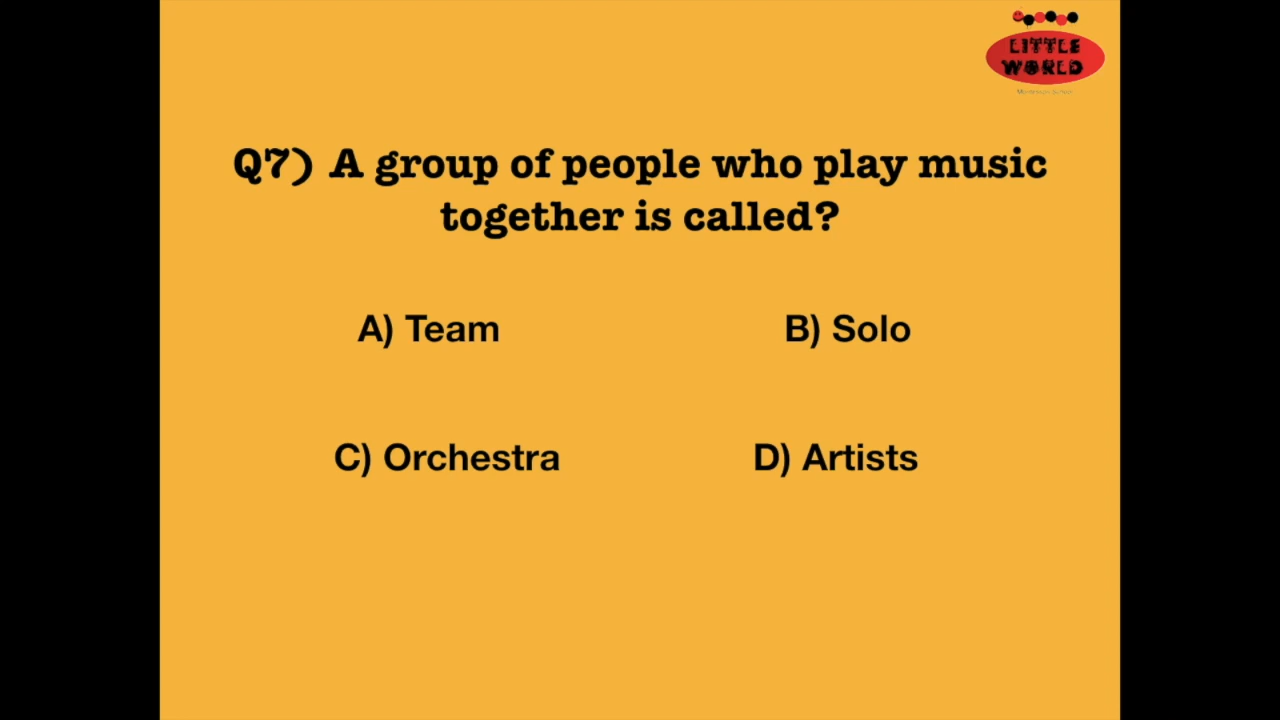 LITTLE
WORLD
Q7) A group of people who play music
together is called?
A) Team
B) Solo
C) Orchestra
D) Artists